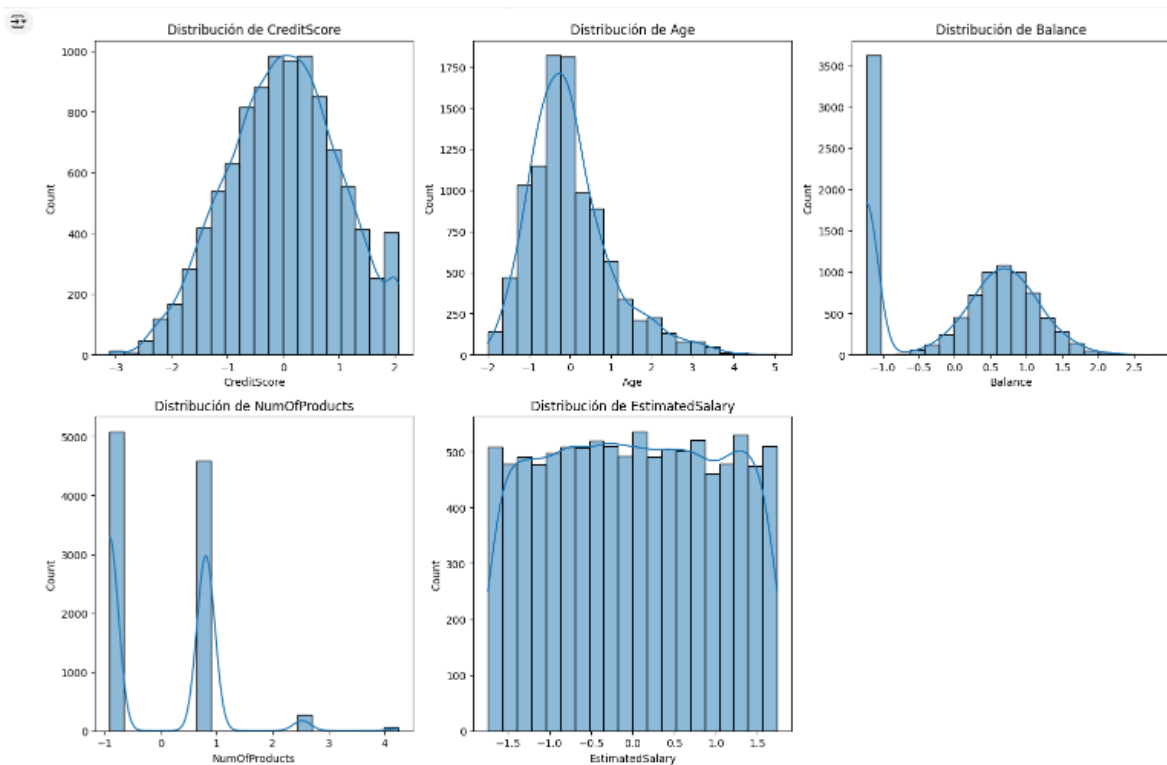 Distribución de CreditScore
Count
1000
800
600
400
200
0
−3 −2 −1 0 1 2
CreditScore
Distribución de Age
Count
1750
1500
1250
1000
750
500
250
0
−2 −1 0 1 2 3 4 5
Age
Distribución de Balance
Count
3500
3000
2500
2000
1500
1000
500
0
−1.0 −0.5 0.0 0.5 1.0 1.5 2.0 2.5
Balance
Distribución de NumOfProducts
Count
5000
4000
3000
2000
1000
0
−1 0 1 2 3 4
NumOfProducts
Distribución de EstimatedSalary
Count
500
400
300
200
100
0
−1.5 −1.0 −0.5 0.0 0.5 1.0 1.5
EstimatedSalary